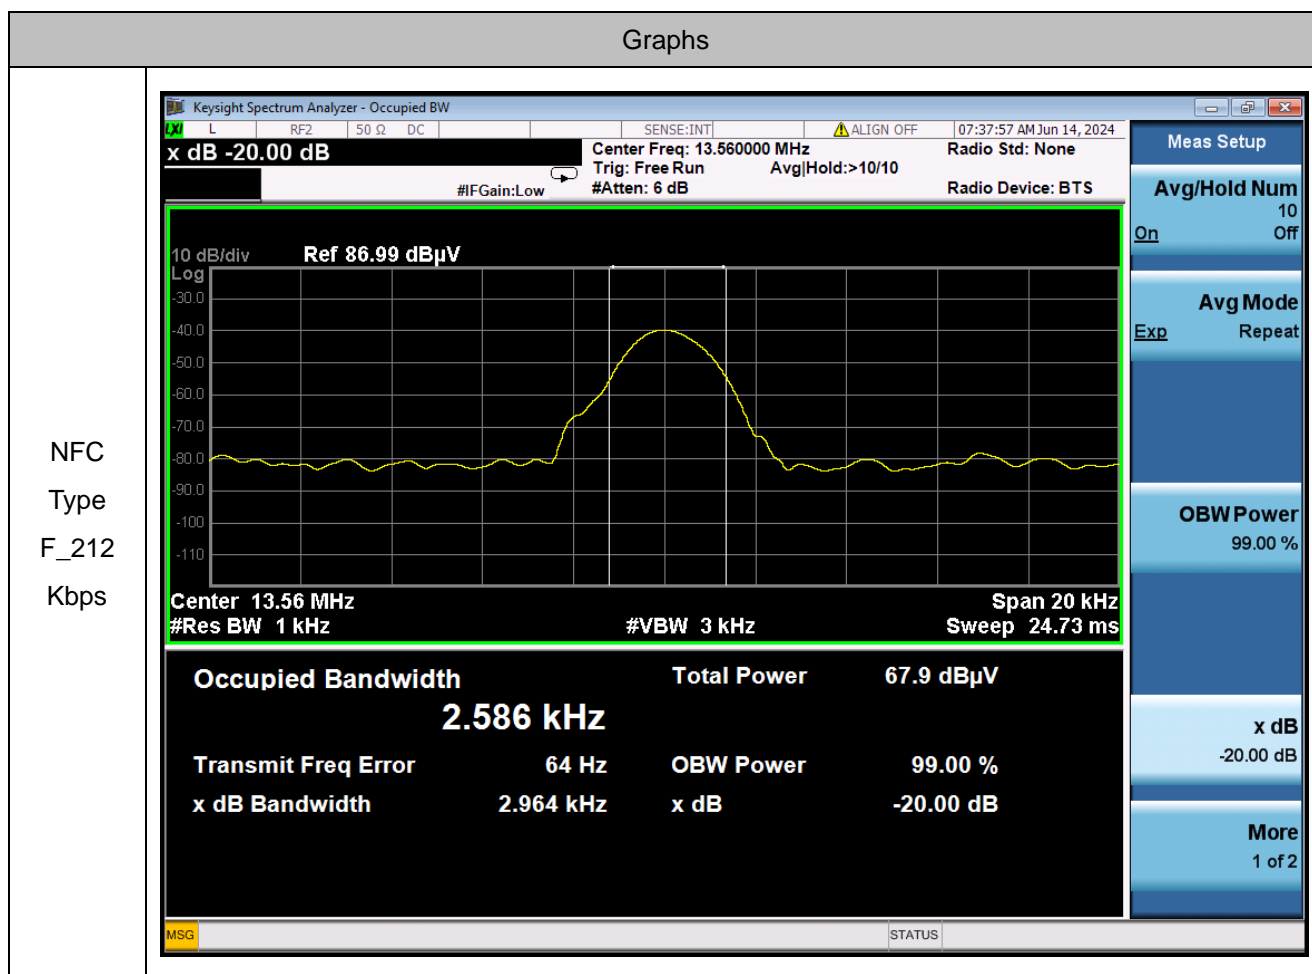 Graphs
NFC
Type
F_212
Kbps
Keysight Spectrum Analyzer - Occupied BW
LXI L RF2 50 Ω DC SENSE:INT ALIGN OFF 07:37:57 AM Jun 14, 2024
x dB -20.00 dB
Center Freq: 13.560000 MHz Radio Std: None
Trig: Free Run Avg|Hold:>10/10
#IFGain:Low #Atten: 6 dB Radio Device: BTS
10 dB/div Ref 86.99 dBµV
Log
-30.0
-40.0
-50.0
-60.0
-70.0
-80.0
-90.0
-100
-110
Center 13.56 MHz Span 20 kHz
#Res BW 1 kHz #VBW 3 kHz Sweep 24.73 ms
Occupied Bandwidth Total Power 67.9 dBµV
2.586 kHz
Transmit Freq Error 64 Hz OBW Power 99.00 %
x dB Bandwidth 2.964 kHz x dB -20.00 dB
Meas Setup
Avg/Hold Num
10
On Off
Avg Mode
Exp Repeat
OBW Power
99.00 %
x dB
-20.00 dB
More
1 of 2
MSG STATUS